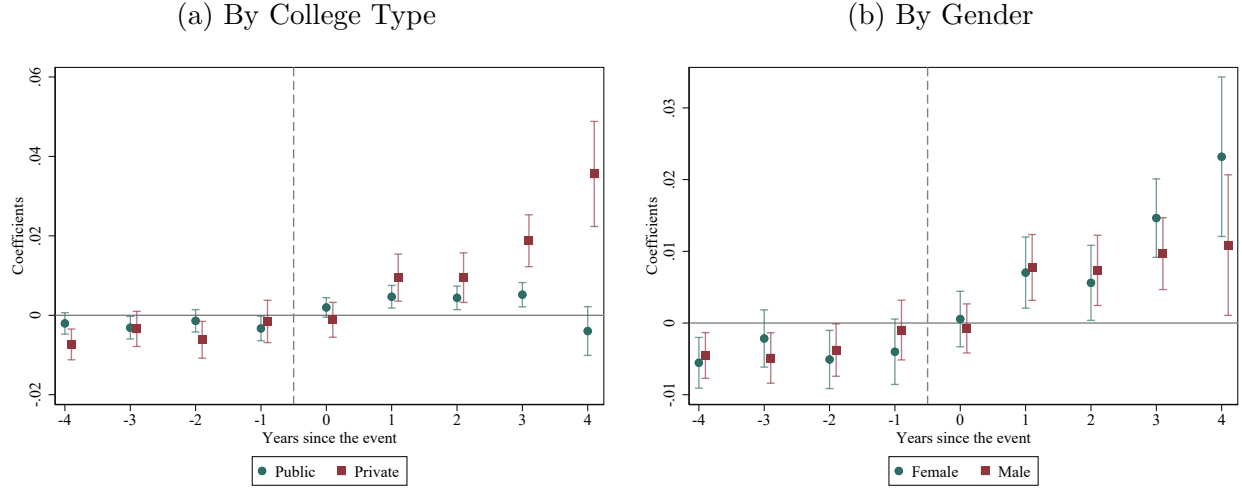 (a) By College Type
.06
.04
.02
0
-.02
Coefficients
-4 -3 -2 -1 0 1 2 3 4
Years since the event
Public Private
(b) By Gender
.03
.02
.01
0
-.01
Coefficients
-4 -3 -2 -1 0 1 2 3 4
Years since the event
Female Male